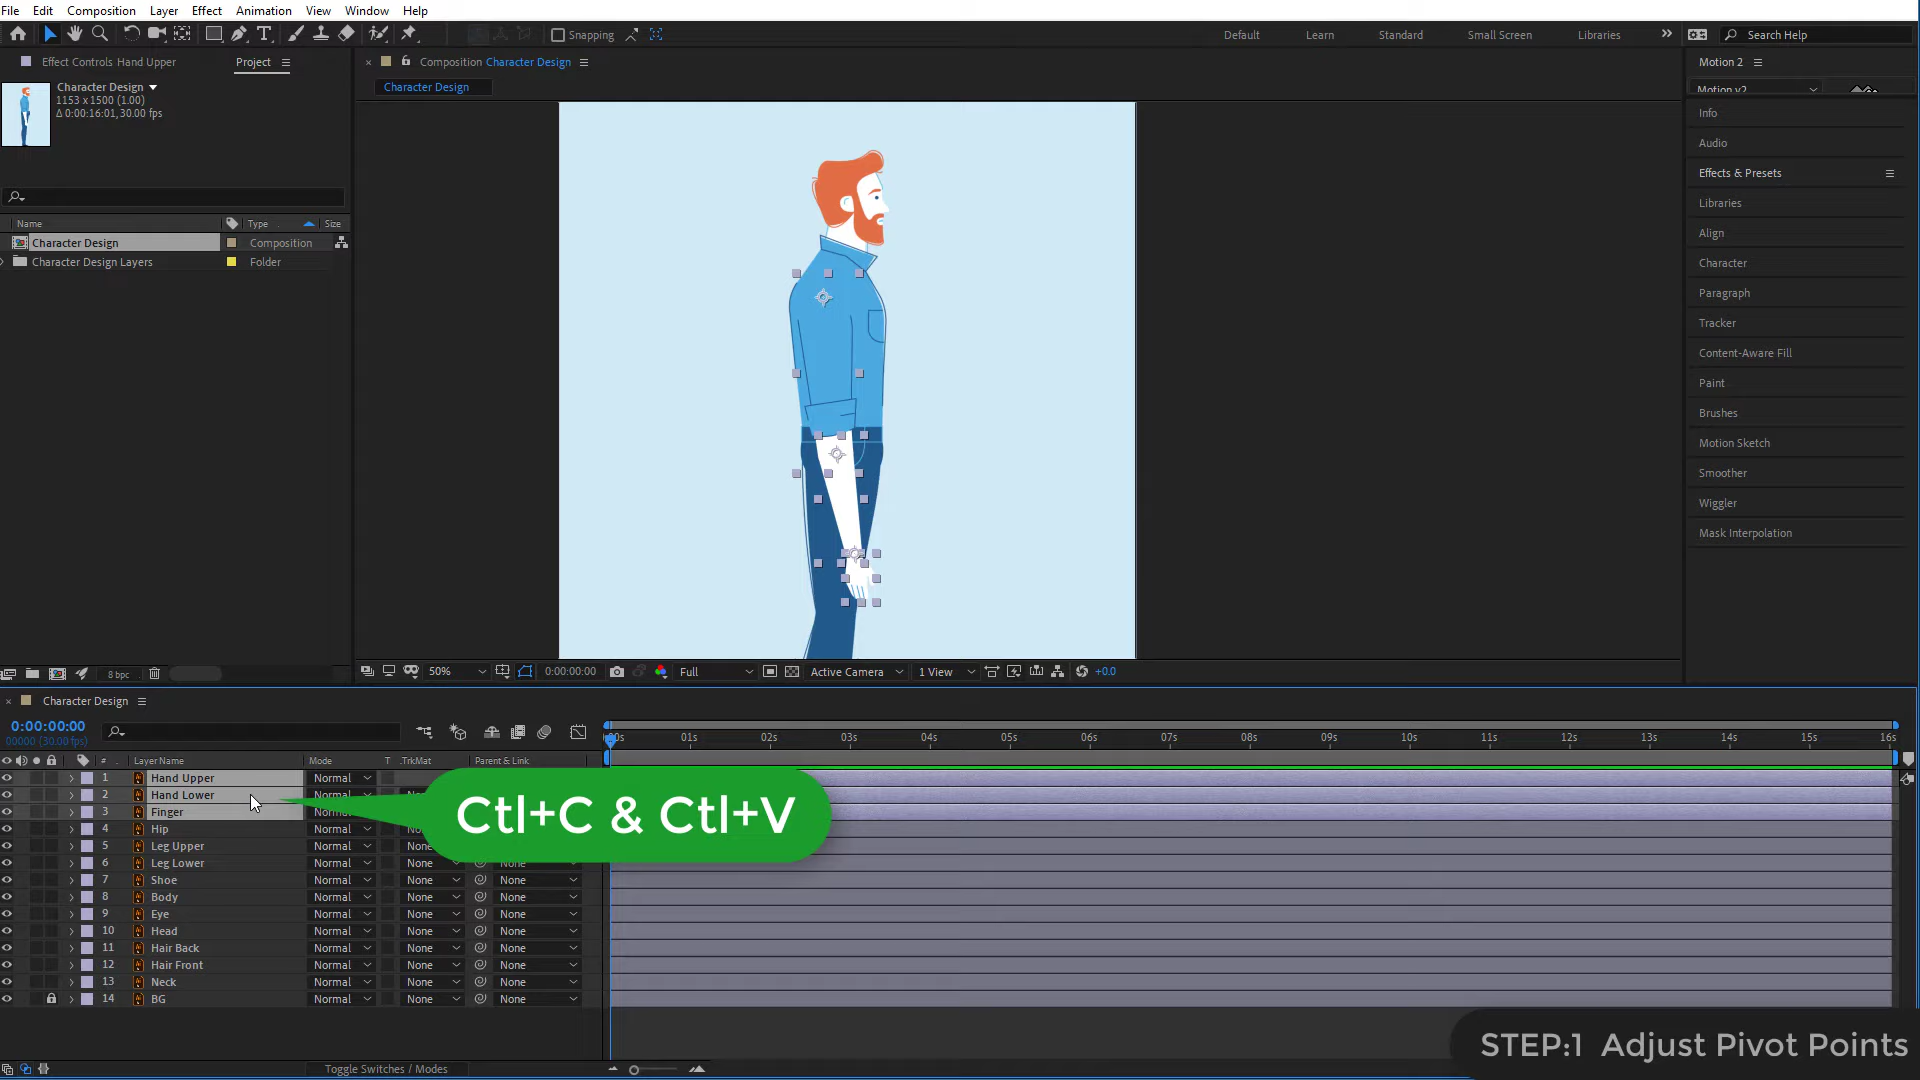 File Edit Composition Layer Effect Animation View Window Help
Snapping
Default Learn Standard Small Screen Libraries
Search Help
Effect Controls Hand Upper Project
Composition Character Design
Motion 2
Character Design
1153 x 1500 (1.00)
Δ 0:00:16:01, 30.00 fps
Character Design
Motion v2
Info
Audio
Effects & Presets
Libraries
Align
Character
Paragraph
Tracker
Content-Aware Fill
Paint
Brushes
Motion Sketch
Smoother
Wiggler
Mask Interpolation
Name Type Size
Character Design Composition
Character Design Layers Folder
8 bpc
50% 0:00:00:00 Full Active Camera 1 View +0.0
Character Design
0:00:00:00
00000 (30.00 fps)
01s 02s 03s 04s 05s 06s 07s 08s 09s 10s 11s 12s 13s 14s 15s 16s
# Layer Name Mode T .TrkMat Parent & Link
1 Hand Upper Normal
2 Hand Lower Normal
3 Finger Normal
Ctl+C & Ctl+V
4 Hip Normal
5 Leg Upper Normal
6 Leg Lower Normal None None
7 Shoe Normal None None
8 Body Normal None None
9 Eye Normal None None
10 Head Normal None None
11 Hair Back Normal None None
12 Hair Front Normal None None
13 Neck Normal None None
14 BG Normal None None
STEP:1 Adjust Pivot Points
Toggle Switches / Modes